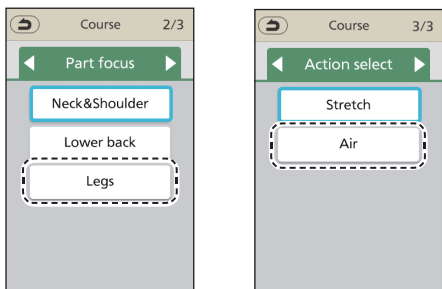 Course 2/3
Part focus
Neck&Shoulder
Lower back
Legs
Course 3/3
Action select
Stretch
Air